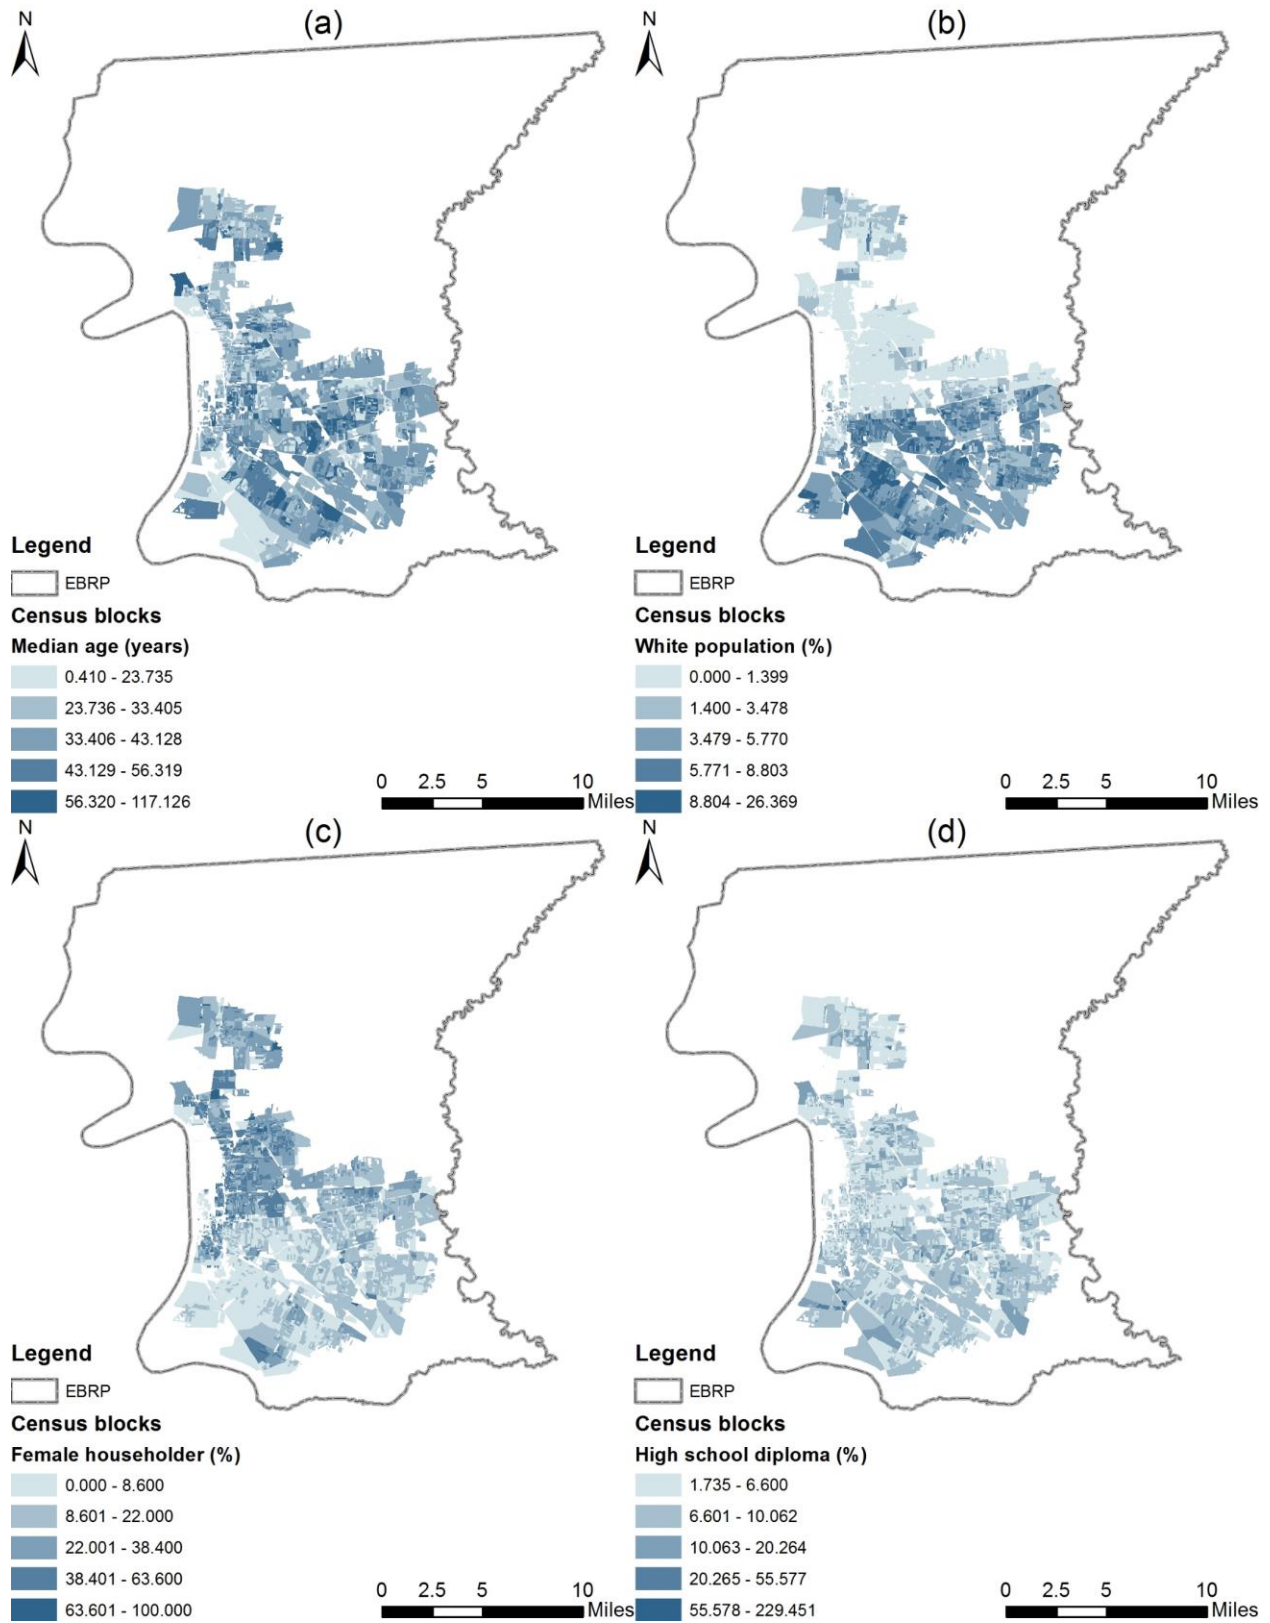 (a)
N
Legend
EBRP
Census blocks
Median age (years)
0.410 - 23.735
23.736 - 33.405
33.406 - 43.128
43.129 - 56.319
56.320 - 117.126
0 2.5 5 10
Miles
(b)
N
Legend
EBRP
Census blocks
White population (%)
0.000 - 1.399
1.400 - 3.478
3.479 - 5.770
5.771 - 8.803
8.804 - 26.369
0 2.5 5 10
Miles
(c)
N
Legend
EBRP
Census blocks
Female householder (%)
0.000 - 8.600
8.601 - 22.000
22.001 - 38.400
38.401 - 63.600
63.601 - 100.000
0 2.5 5 10
Miles
(d)
N
Legend
EBRP
Census blocks
High school diploma (%)
1.735 - 6.600
6.601 - 10.062
10.063 - 20.264
20.265 - 55.577
55.578 - 229.451
0 2.5 5 10
Miles